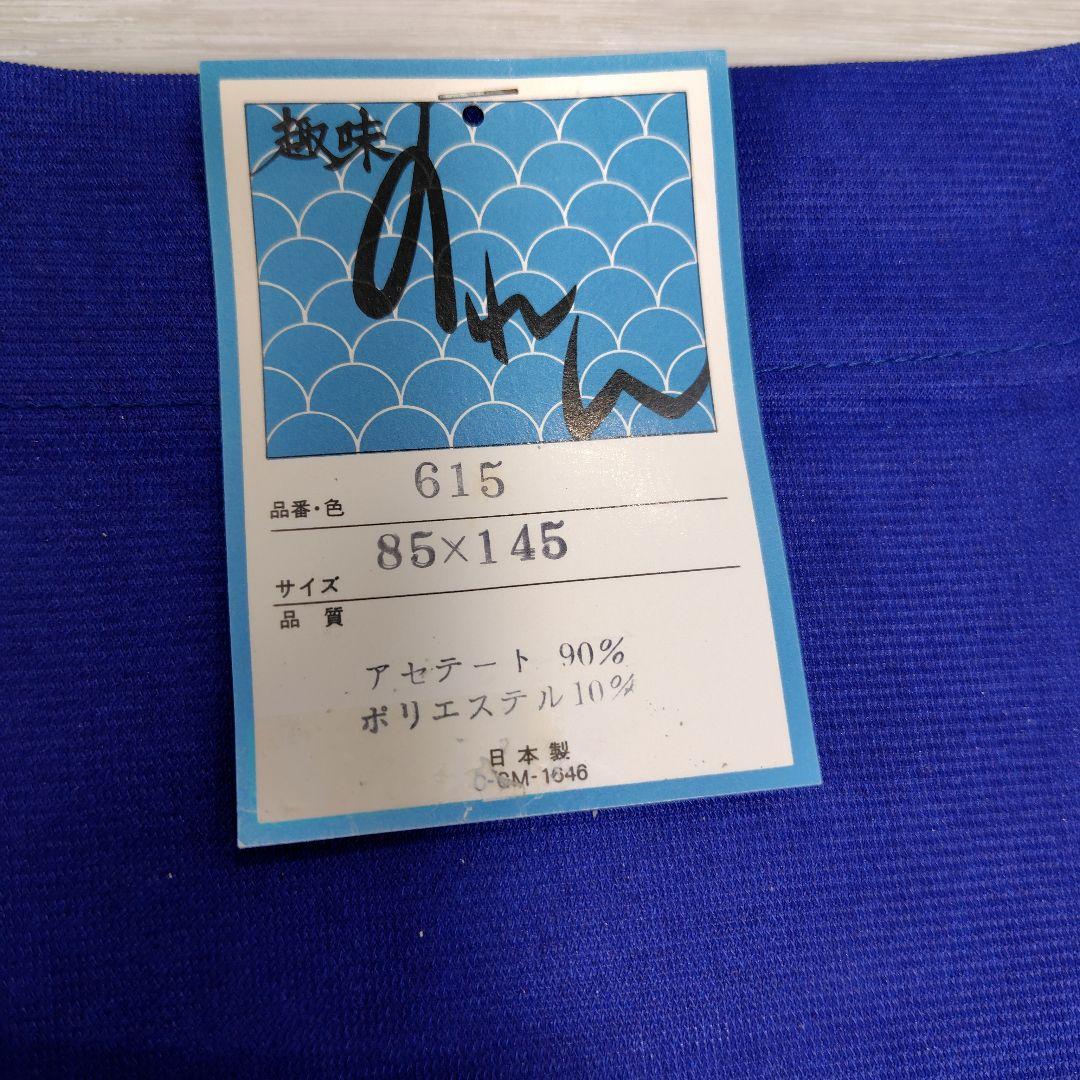 趣味
のれん
615
品番・色
85×145
サイズ
品質
アセテート 90%
ポリエステル10%
日本製
-1646